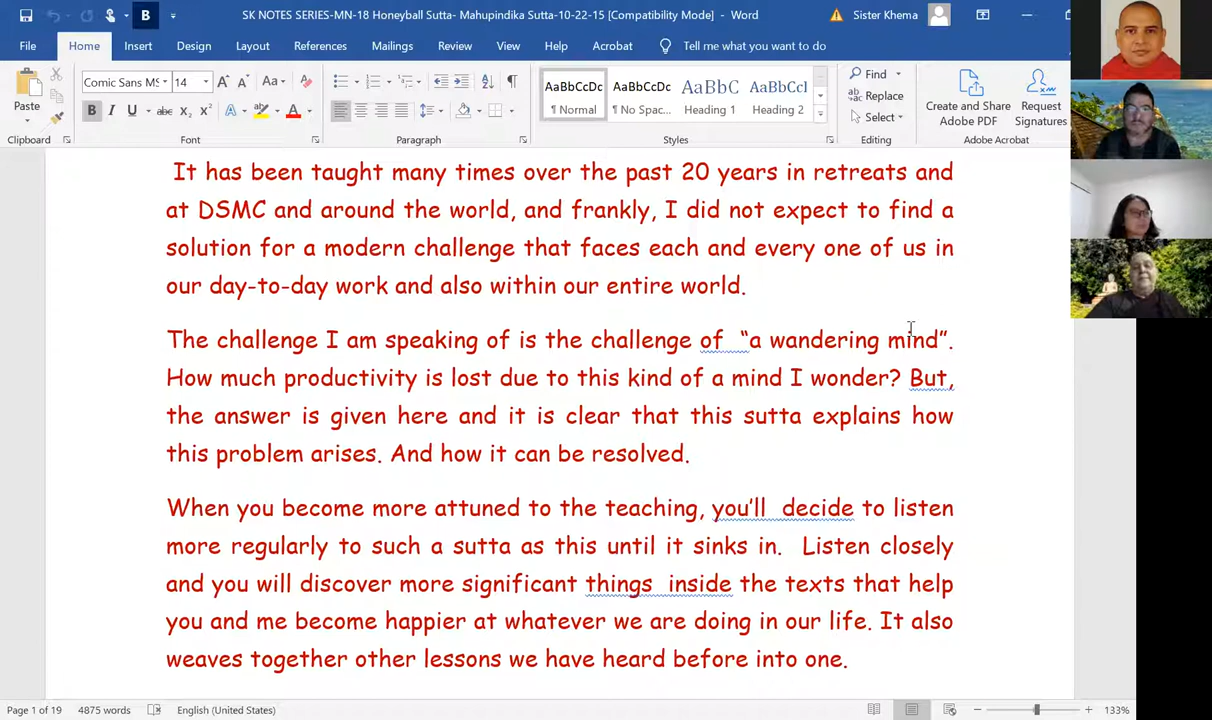 SK NOTES SERIES-MN-18 Honeyball Sutta- Mahupindika Sutta-10-22-15 [Compatibility Mode] - Word
Sister Khema
File Home Insert Design Layout References Mailings Review View Help Acrobat Tell me what you want to do
Paste
Clipboard
Comic Sans MS 14
Font
Paragraph
AaBbCcDc AaBbCcDc AaBbC AaBbCcI
¶ Normal ¶ No Spac... Heading 1 Heading 2
Styles
Find
Replace
Select
Editing
Create and Share Adobe PDF
Request Signatures
Adobe Acrobat
It has been taught many times over the past 20 years in retreats and
at DSMC and around the world, and frankly, I did not expect to find a
solution for a modern challenge that faces each and every one of us in
our day-to-day work and also within our entire world.
The challenge I am speaking of is the challenge of “a wandering mind”.
How much productivity is lost due to this kind of a mind I wonder? But,
the answer is given here and it is clear that this sutta explains how
this problem arises. And how it can be resolved.
When you become more attuned to the teaching, you’ll decide to listen
more regularly to such a sutta as this until it sinks in. Listen closely
and you will discover more significant things inside the texts that help
you and me become happier at whatever we are doing in our life. It also
weaves together other lessons we have heard before into one.
Page 1 of 19 4875 words English (United States) 133%